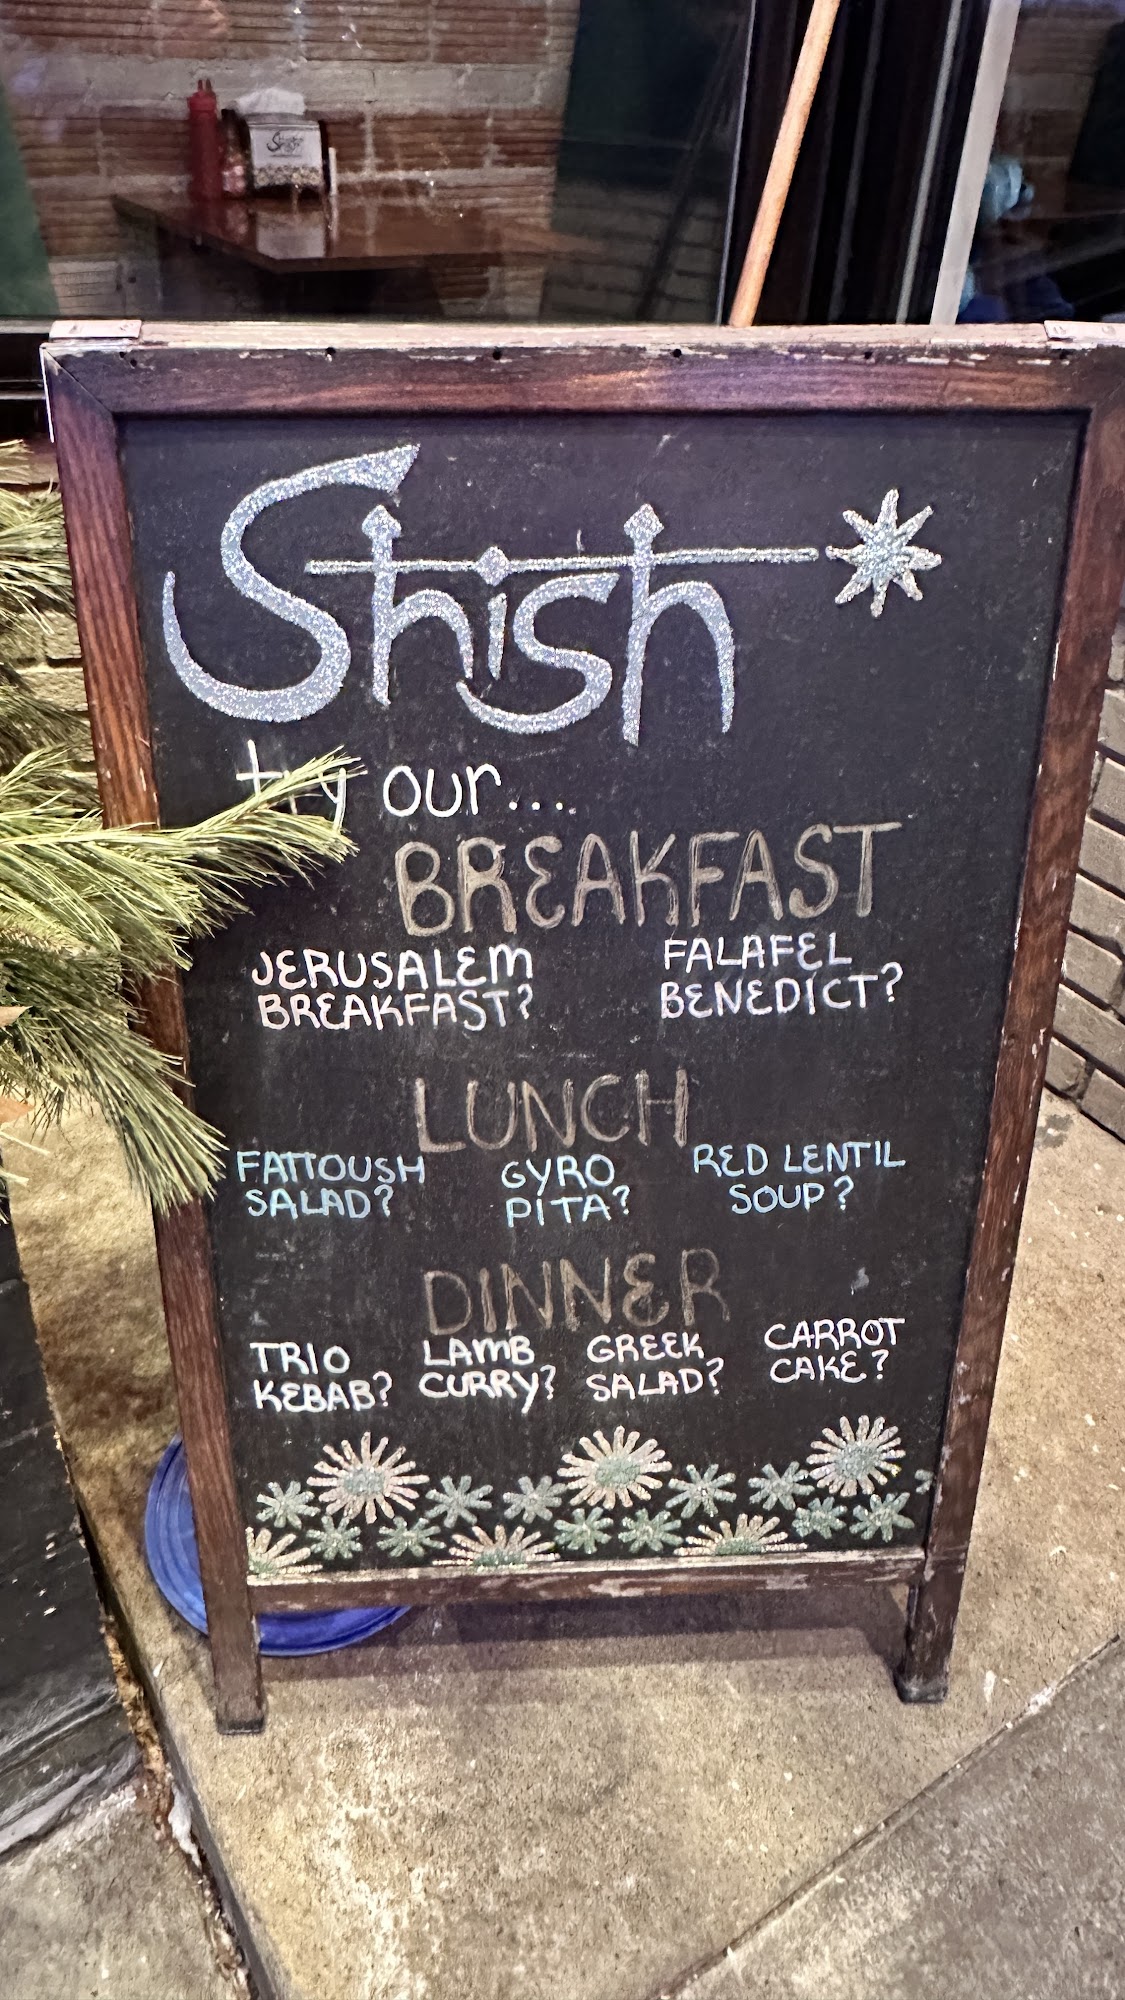 Shish
try our...
BREAKFAST
JERUSALEM
BREAKFAST?
FALAFEL
BENEDICT?
LUNCH
FATTOUSH
SALAD?
GYRO
PITA?
RED LENTIL
SOUP?
DINNER
TRIO
KEBAB?
LAMB
CURRY?
GREEK
SALAD?
CARROT
CAKE?